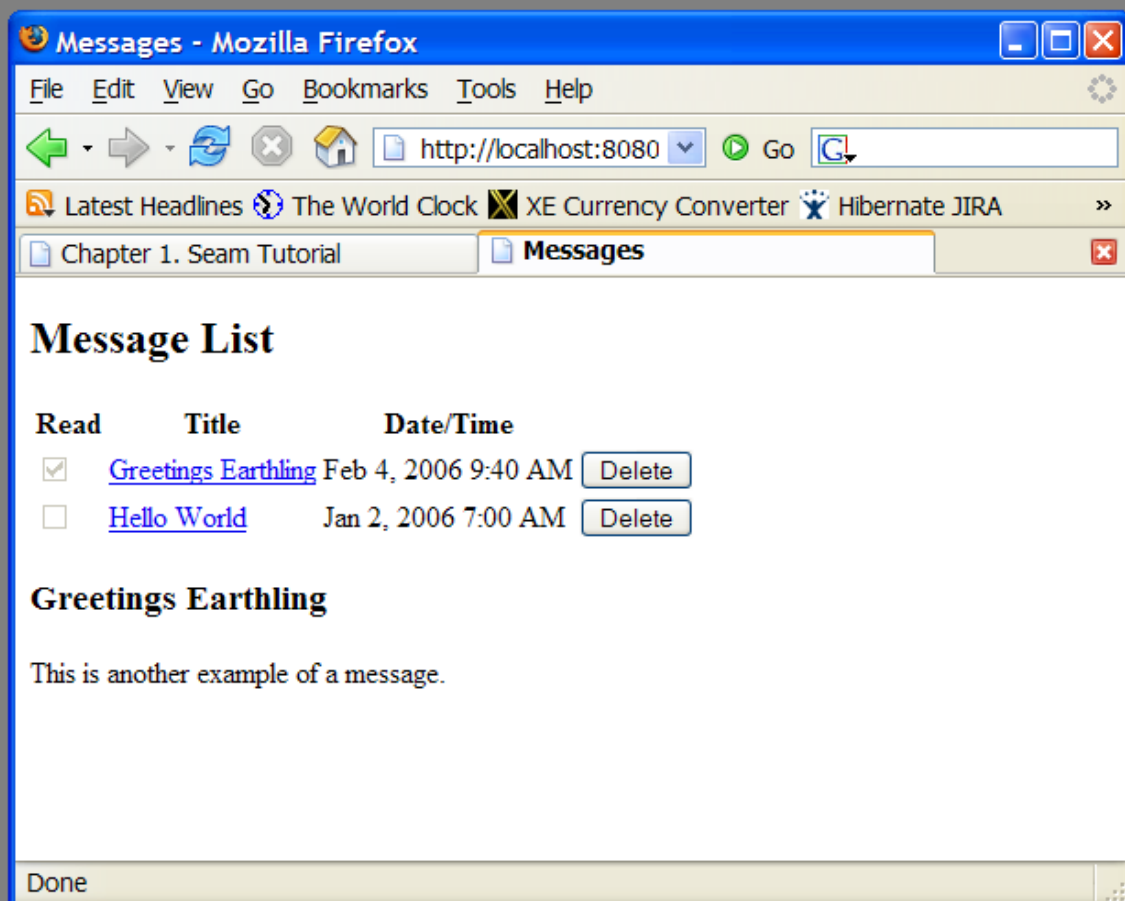 Messages - Mozilla Firefox
File Edit View Go Bookmarks Tools Help
http://localhost:8080 Go G
Latest Headlines The World Clock XE Currency Converter Hibernate JIRA »
Chapter 1. Seam Tutorial Messages
Message List
Read Title Date/Time
Greetings Earthling Feb 4, 2006 9:40 AM Delete
Hello World Jan 2, 2006 7:00 AM Delete
Greetings Earthling
This is another example of a message.
Done